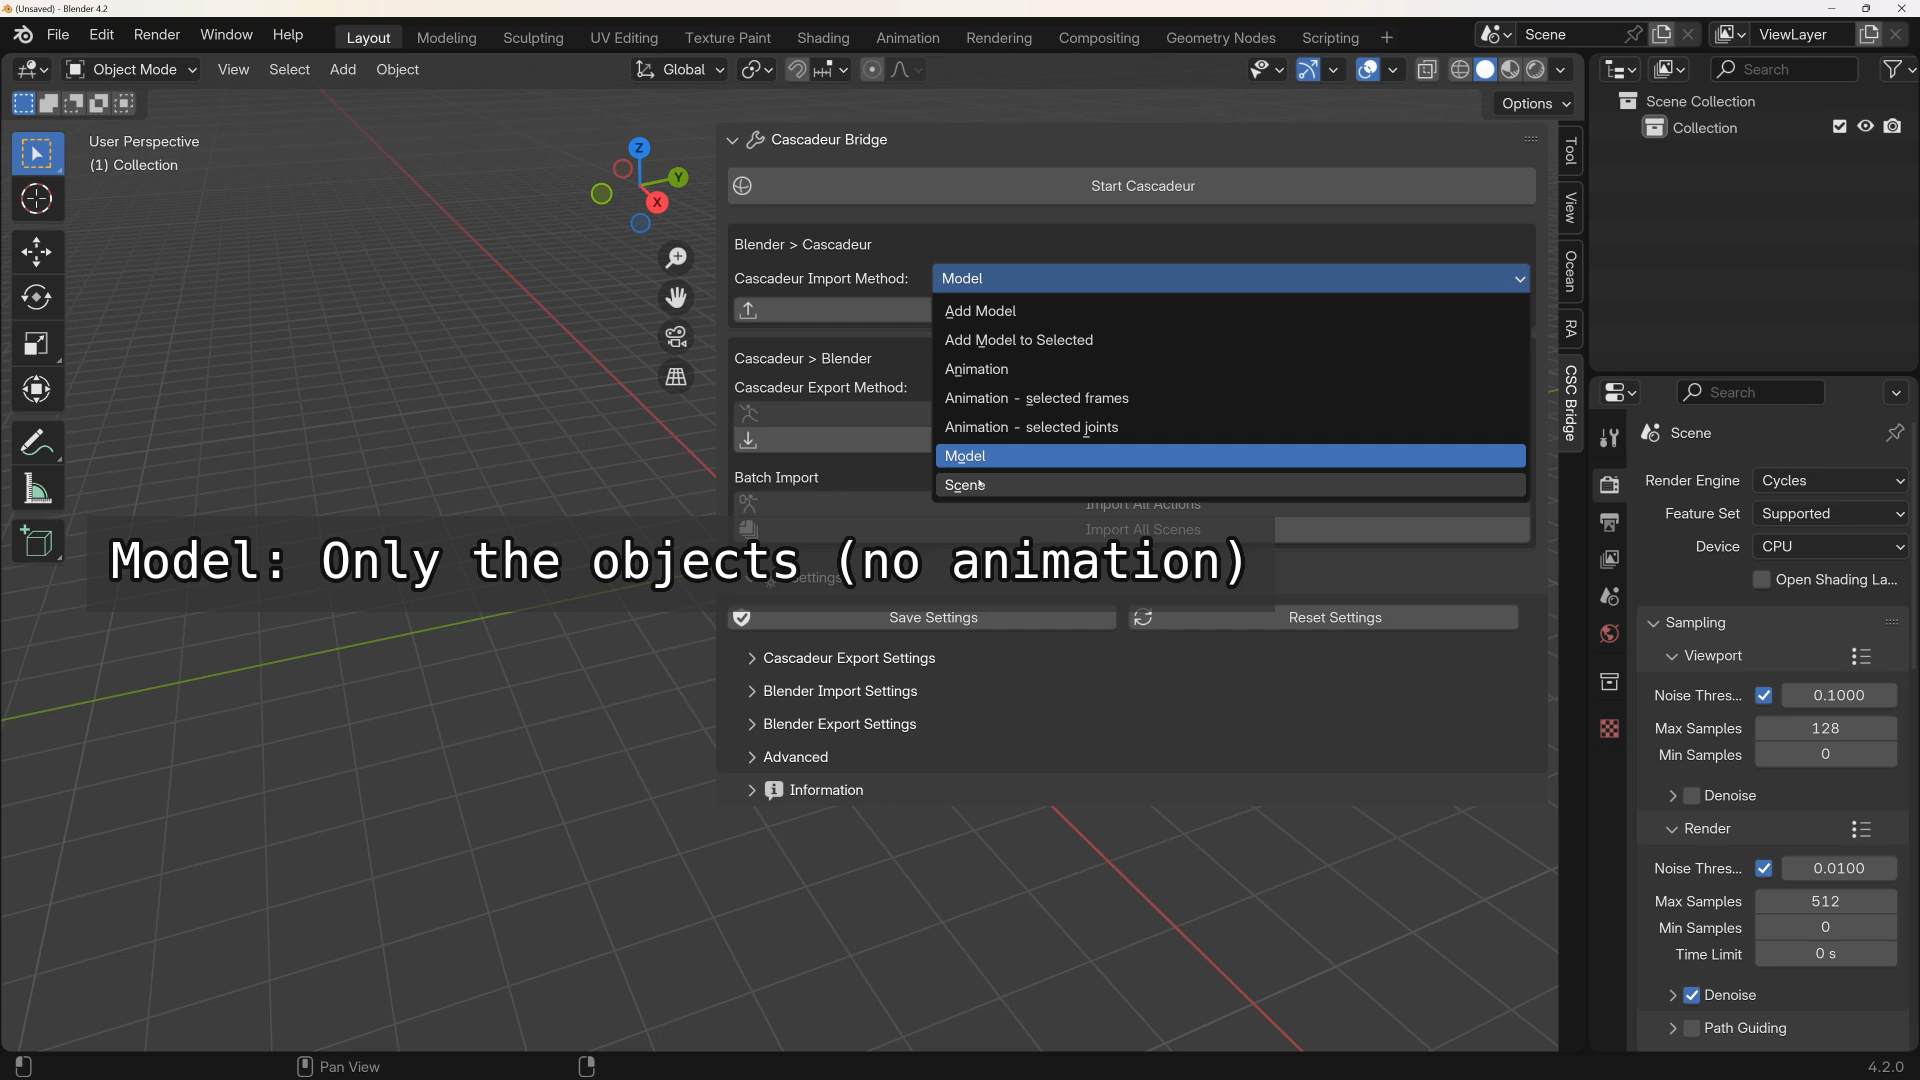 (Unsaved) - Blender 4.2
File Edit Render Window Help
Layout Modeling Sculpting UV Editing Texture Paint Shading Animation Rendering Compositing Geometry Nodes Scripting
Scene
ViewLayer
Object Mode View Select Add Object
Global
Search
Options
Scene Collection
Collection
User Perspective
(1) Collection
Z
Y
X
Cascadeur Bridge
Start Cascadeur
Blender > Cascadeur
Cascadeur Import Method: Model
Add Model
Add Model to Selected
Animation
Animation - selected frames
Animation - selected joints
Model
Scene
Cascadeur > Blender
Cascadeur Export Method:
Batch Import
Import All Actions
Import All Scenes
Model: Only the objects (no animation)
Settings
Save Settings
Reset Settings
Cascadeur Export Settings
Blender Import Settings
Blender Export Settings
Advanced
Information
Tool
View
Ocean
RA
CSC Bridge
Search
Scene
Render Engine Cycles
Feature Set Supported
Device CPU
Open Shading La...
Sampling
Viewport
Noise Thres... 0.1000
Max Samples 128
Min Samples 0
Denoise
Render
Noise Thres... 0.0100
Max Samples 512
Min Samples 0
Time Limit 0 s
Denoise
Path Guiding
Pan View
4.2.0